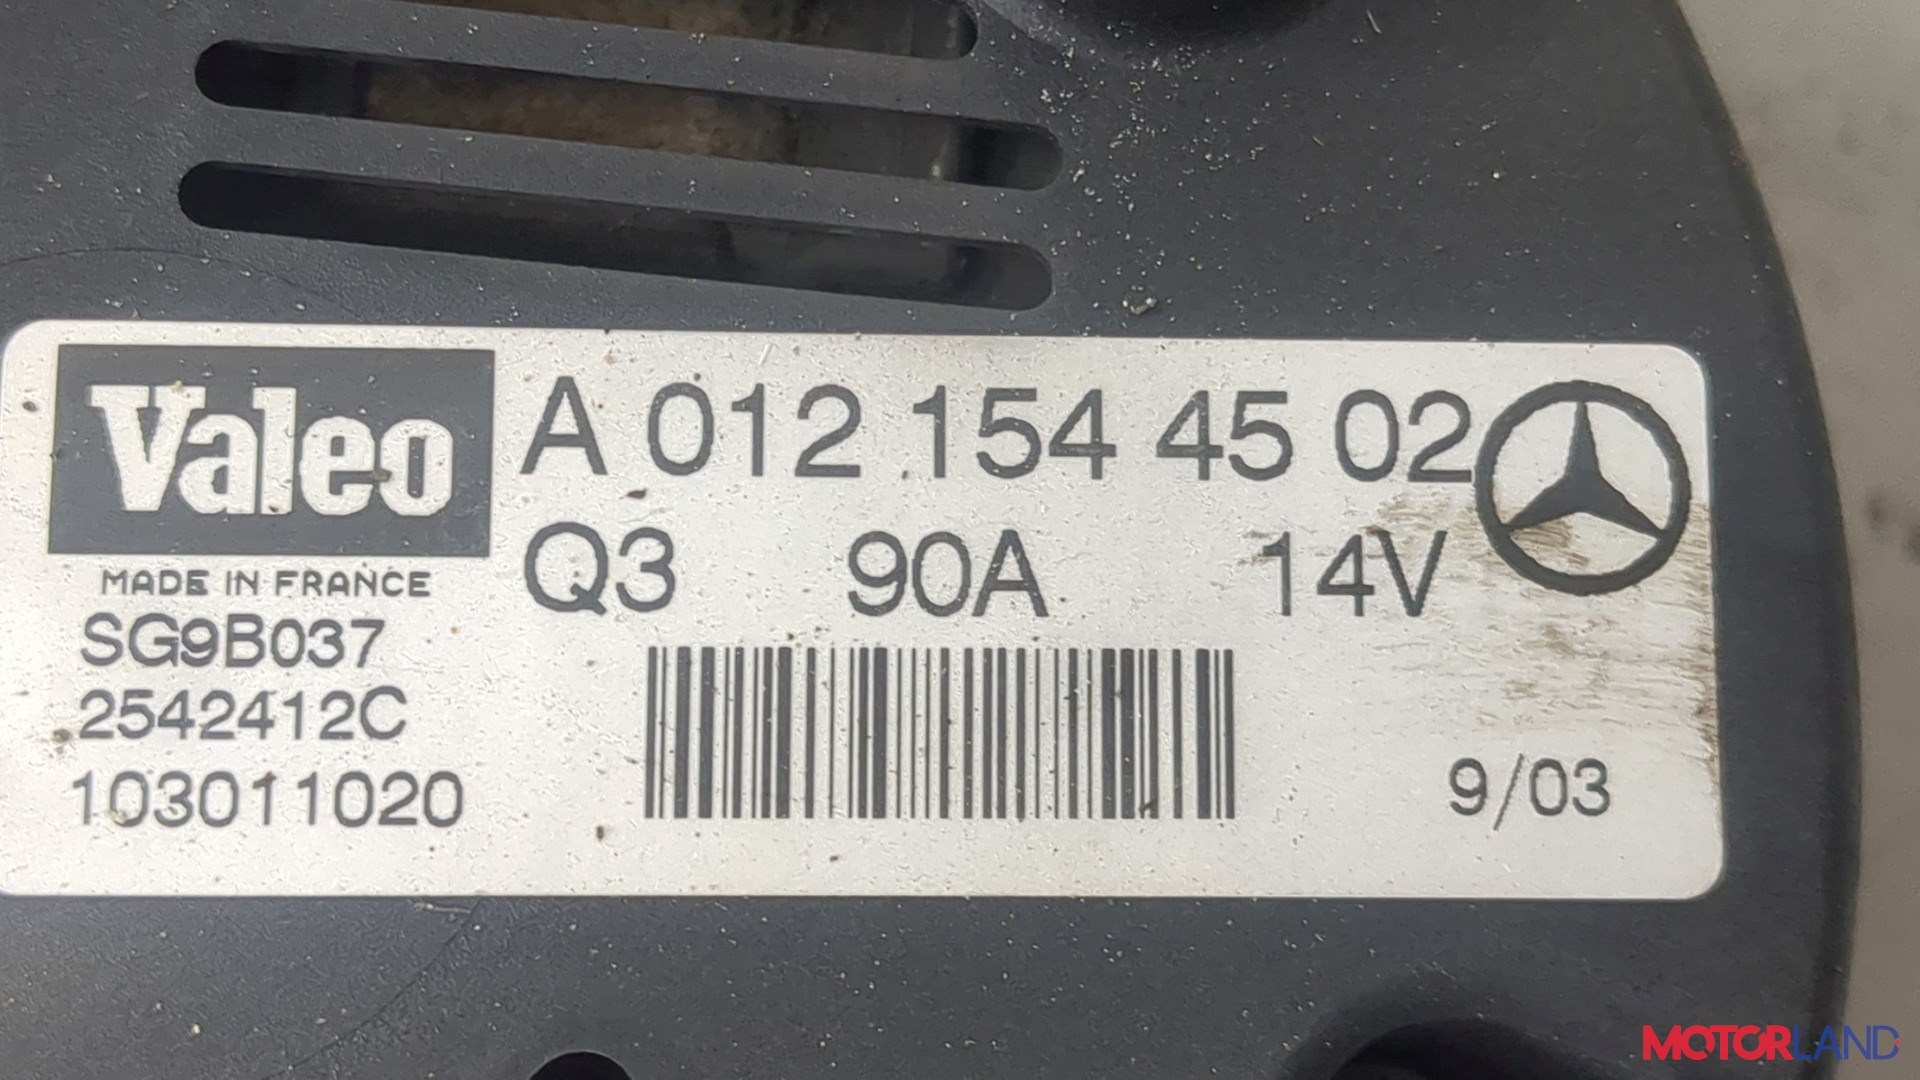 Valeo
A 012 154 45 02
Q3 90A 14V
MADE IN FRANCE
SG9B037
2542412C
103011020
9/03
MOTORLAND